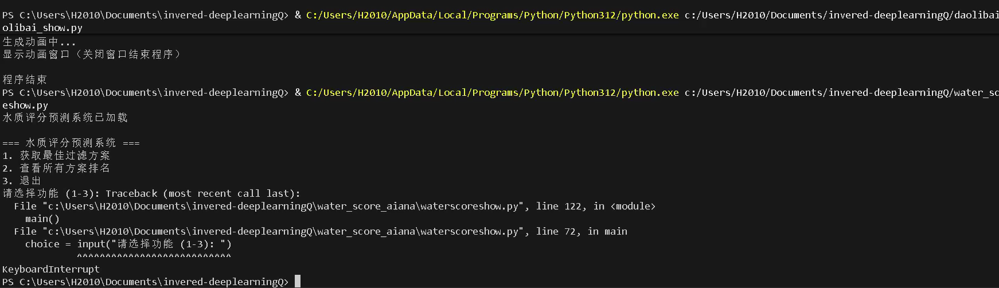 PS C:\Users\H2010\Documents\invered-deeplearningQ> & C:/Users/H2010/AppData/Local/Programs/Python/Python312/python.exe c:/Users/H2010/Documents/invered-deeplearningQ/daolibai
olibai_show.py
生成动画中...
显示动画窗口（关闭窗口结束程序）
程序结束
PS C:\Users\H2010\Documents\invered-deeplearningQ> & C:/Users/H2010/AppData/Local/Programs/Python/Python312/python.exe c:/Users/H2010/Documents/invered-deeplearningQ/water_sc
eshow.py
水质评分预测系统已加载
=== 水质评分预测系统 ===
1. 获取最佳过滤方案
2. 查看所有方案排名
3. 退出
请选择功能 (1-3): Traceback (most recent call last):
  File "c:\Users\H2010\Documents\invered-deeplearningQ\water_score_aiana\waterscoreshow.py", line 122, in <module>
    main()
  File "c:\Users\H2010\Documents\invered-deeplearningQ\water_score_aiana\waterscoreshow.py", line 72, in main
    choice = input("请选择功能 (1-3): ")
             ^^^^^^^^^^^^^^^^^^^^^^^^^^^
KeyboardInterrupt
PS C:\Users\H2010\Documents\invered-deeplearningQ>